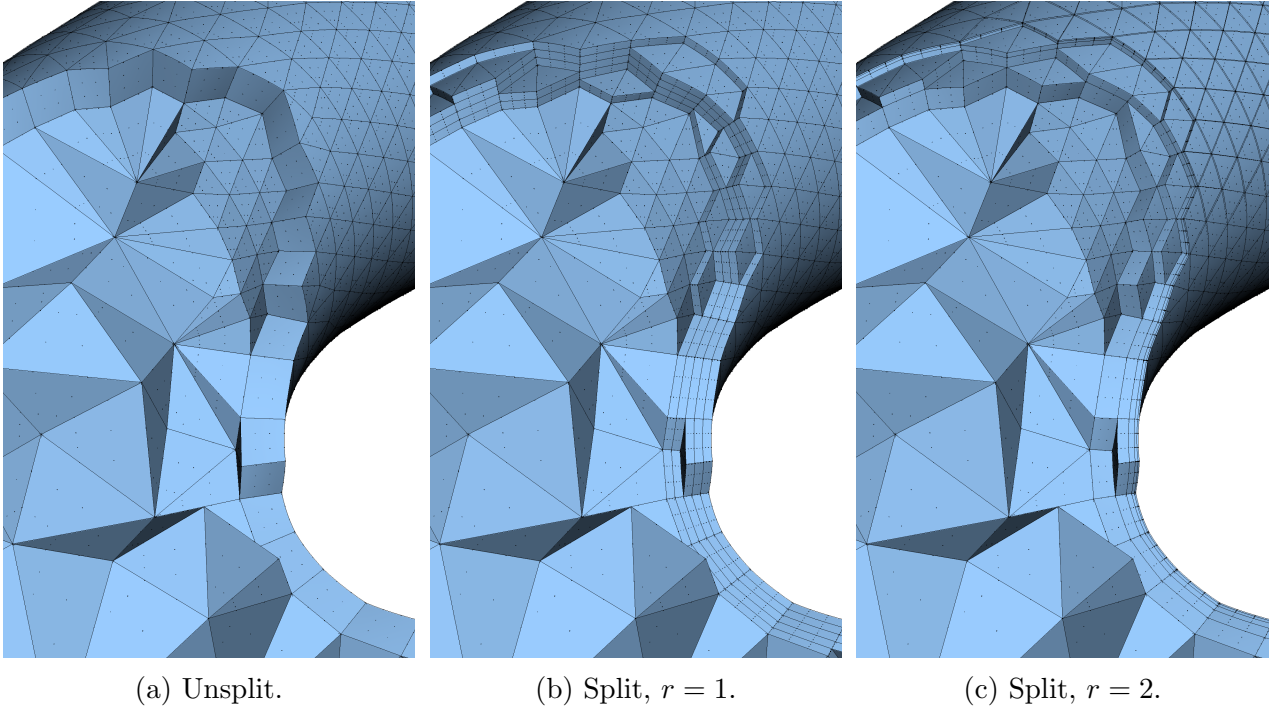 (a) Unsplit.
(b) Split, r = 1.
(c) Split, r = 2.